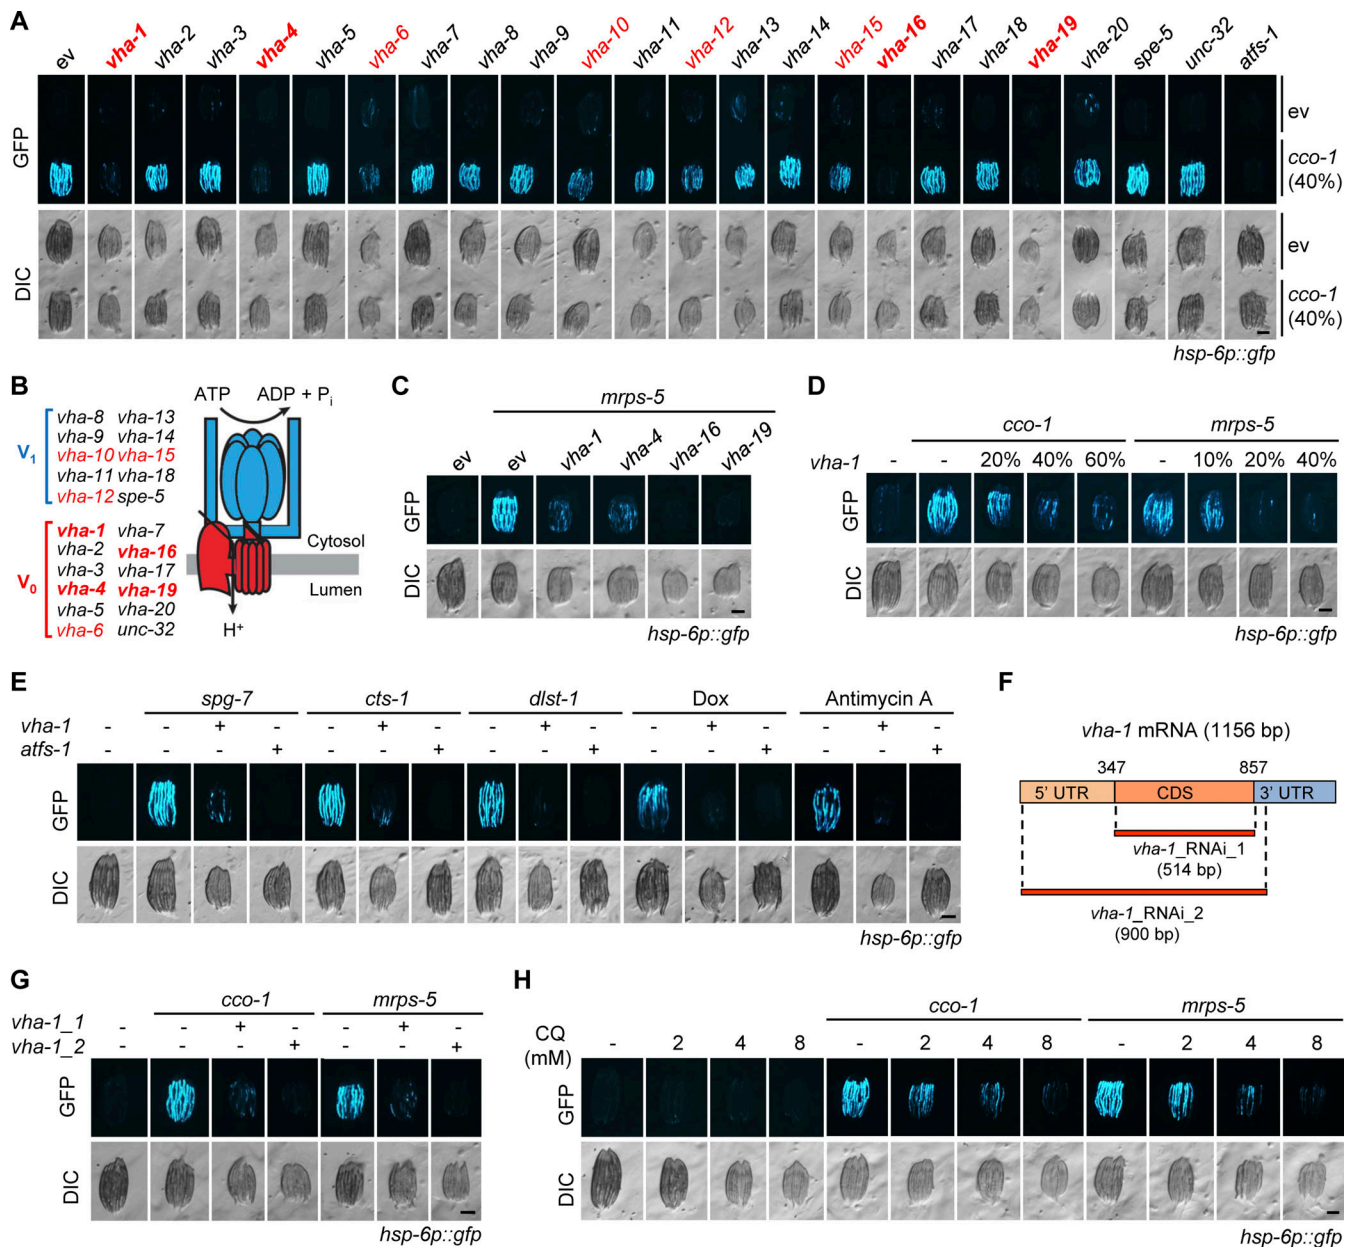 A
ev vha-1 vha-2 vha-3 vha-4 vha-5 vha-6 vha-7 vha-8 vha-9 vha-10 vha-11 vha-12 vha-13 vha-14 vha-15 vha-16 vha-17 vha-18 vha-19 vha-20 spe-5 unc-32 atfs-1
GFP
ev
cco-1
(40%)
DIC
ev
cco-1
(40%)
hsp-6p::gfp
B
V1
vha-8 vha-13
vha-9 vha-14
vha-10 vha-15
vha-11 vha-18
vha-12 spe-5
V0
vha-1 vha-7
vha-2 vha-16
vha-3 vha-17
vha-4 vha-19
vha-5 vha-20
vha-6 unc-32
ATP ADP + Pi
Cytosol
Lumen
H+
C
mrps-5
ev ev vha-1 vha-4 vha-16 vha-19
GFP
DIC
hsp-6p::gfp
D
cco-1 mrps-5
vha-1 - - 20% 40% 60% - 10% 20% 40%
GFP
DIC
hsp-6p::gfp
E
spg-7 cts-1 dlst-1 Dox Antimycin A
vha-1 - - + - - + - - + - - + - - + -
atfs-1 - - - + - - + - - + - - + - - +
GFP
DIC
hsp-6p::gfp
F
vha-1 mRNA (1156 bp)
347 857
5' UTR CDS 3' UTR
vha-1_RNAi_1
(514 bp)
vha-1_RNAi_2
(900 bp)
G
cco-1 mrps-5
vha-1_1 - - + - - + -
vha-1_2 - - - + - - +
GFP
DIC
hsp-6p::gfp
H
cco-1 mrps-5
CQ
(mM)
- 2 4 8 - 2 4 8 - 2 4 8
GFP
DIC
hsp-6p::gfp